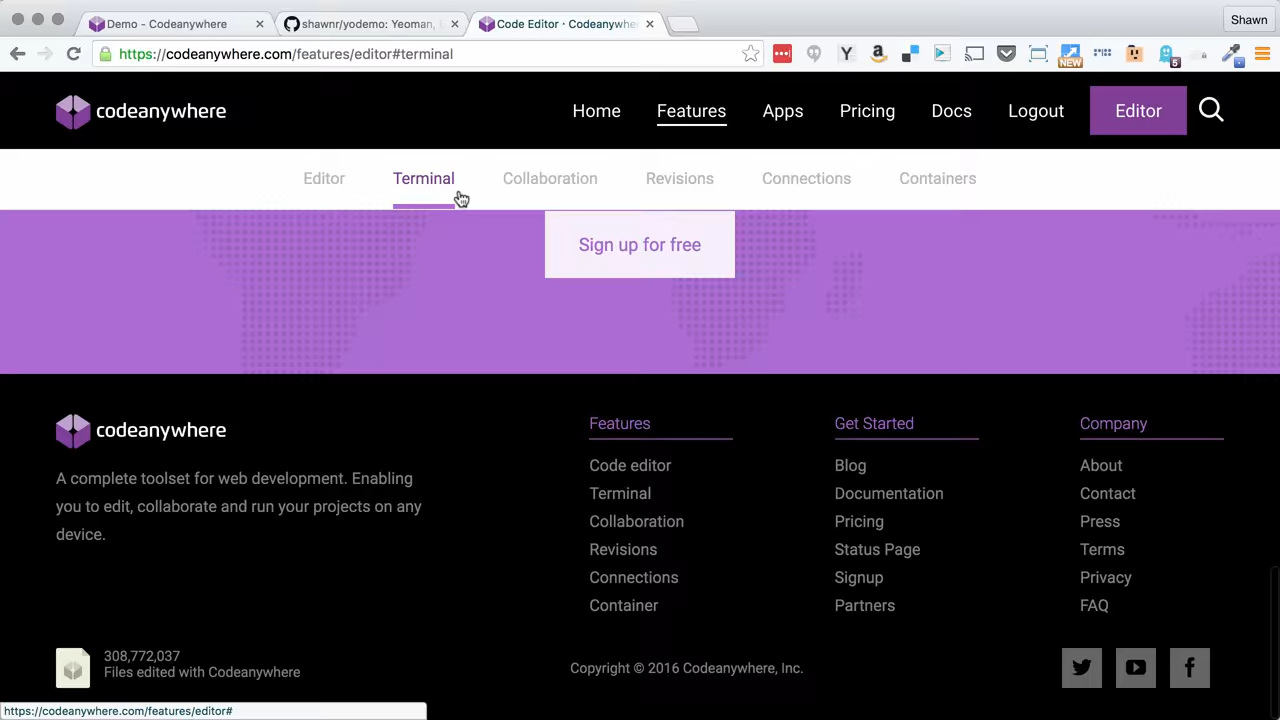 Demo - Codeanywhere
shawnr/yodemo: Yeoman,
Code Editor · Codeanywhe
Shawn
https://codeanywhere.com/features/editor#terminal
Y
a
NEW
5
codeanywhere
Home
Features
Apps
Pricing
Docs
Logout
Editor
Editor
Terminal
Collaboration
Revisions
Connections
Containers
Sign up for free
codeanywhere
A complete toolset for web development. Enabling
you to edit, collaborate and run your projects on any
device.
Features
Code editor
Terminal
Collaboration
Revisions
Connections
Container
Get Started
Blog
Documentation
Pricing
Status Page
Signup
Partners
Company
About
Contact
Press
Terms
Privacy
FAQ
308,772,037
Files edited with Codeanywhere
Copyright © 2016 Codeanywhere, Inc.
https://codeanywhere.com/features/editor#